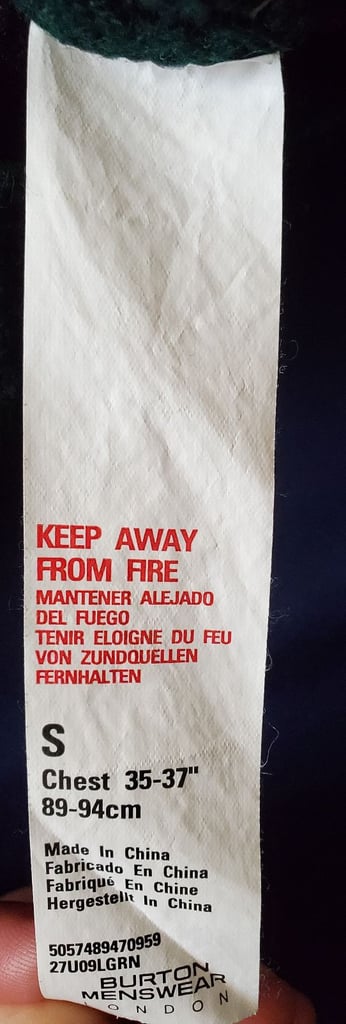 KEEP AWAY
FROM FIRE
MANTENER ALEJADO
DEL FUEGO
TENIR ELOIGNE DU FEU
VON ZUNDQUELLEN
FERNHALTEN
S
Chest 35-37"
89-94cm
Made In China
Fabricado En China
Fabriqué En Chine
Hergestellt In China
5057489470959
27U09LGRN
BURTON
MENSWEAR
LONDON